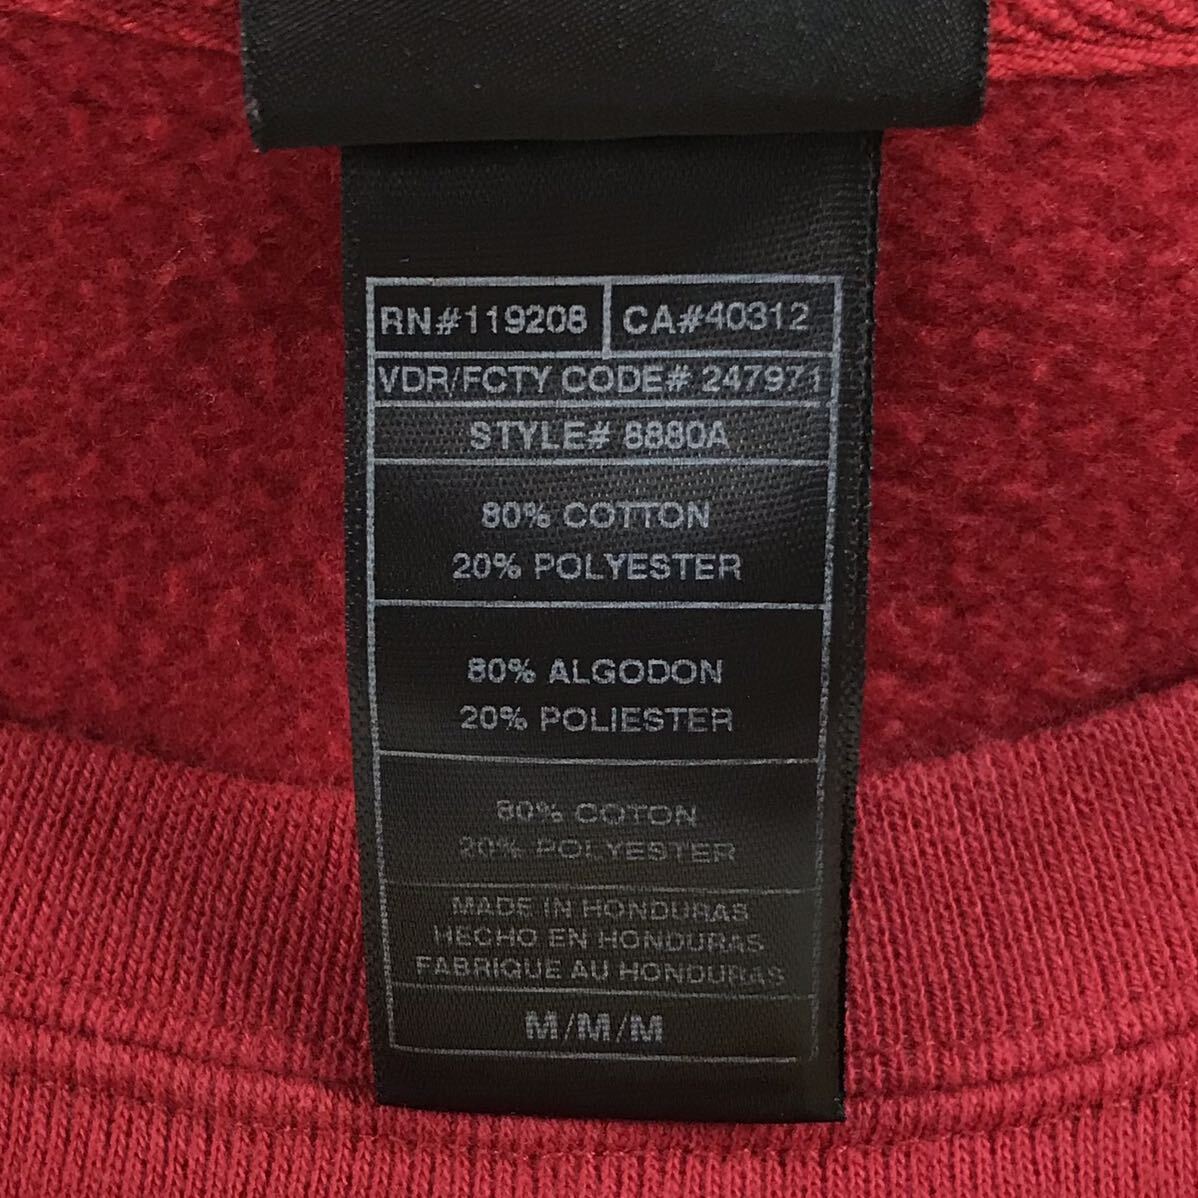 RN#119208 CA#40312
VDR/FCTY CODE# 247971
STYLE# 8880A
80% COTTON
20% POLYESTER
80% ALGODON
20% POLIESTER
80% COTON
20% POLYESTER
MADE IN HONDURAS
HECHO EN HONDURAS
FABRIQUE AU HONDURAS
M/M/M